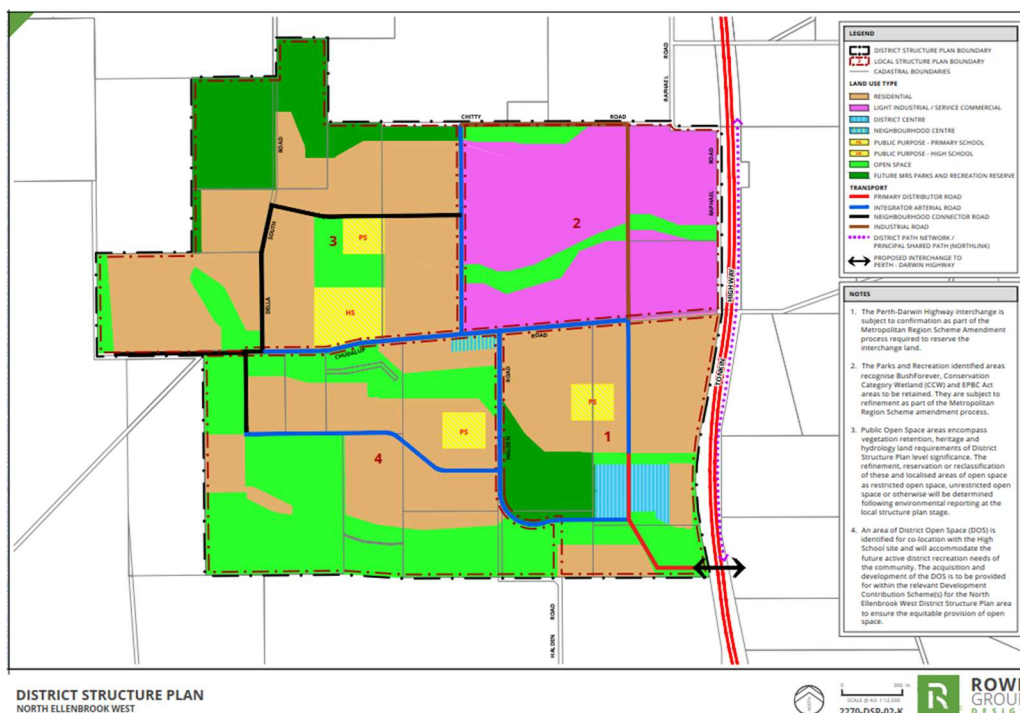 CHITTY ROAD
RAPHAEL ROAD
ROAD
RAPHAEL
ROAD
SOUTH
DELLA
3
PS
2
HS
HIGHWAY
TONKIN
ROAD
CHUDALUP
ROAD
HALDEN
PS
1
PS
4
HALDEN ROAD
LEGEND
DISTRICT STRUCTURE PLAN BOUNDARY
LOCAL STRUCTURE PLAN BOUNDARY
CADASTRAL BOUNDARIES
LAND USE TYPE
RESIDENTIAL
LIGHT INDUSTRIAL / SERVICE COMMERCIAL
DISTRICT CENTRE
NEIGHBOURHOOD CENTRE
PS PUBLIC PURPOSE - PRIMARY SCHOOL
HS PUBLIC PURPOSE - HIGH SCHOOL
OPEN SPACE
FUTURE MRS PARKS AND RECREATION RESERVE
TRANSPORT
PRIMARY DISTRIBUTOR ROAD
INTEGRATOR ARTERIAL ROAD
NEIGHBOURHOOD CONNECTOR ROAD
INDUSTRIAL ROAD
DISTRICT PATH NETWORK /
PRINCIPAL SHARED PATH (NORTHLINK)
PROPOSED INTERCHANGE TO
PERTH - DARWIN HIGHWAY
NOTES
1. The Perth-Darwin Highway interchange is
subject to confirmation as part of the
Metropolitan Region Scheme Amendment
process required to reserve the
interchange land.
2. The Parks and Recreation identified areas
recognise BushForever, Conservation
Category Wetland (CCW) and EPBC Act
areas to be retained. They are subject to
refinement as part of the Metropolitan
Region Scheme amendment process.
3. Public Open Space areas encompass
vegetation retention, heritage and
hydrology land requirements of District
Structure Plan level significance. The
refinement, reservation or reclassification
of these and localised areas of open space
as restricted open space, unrestricted open
space or otherwise will be determined
following environmental reporting at the
local structure plan stage.
4. An area of District Open Space (DOS) is
identified for co-location with the High
School site and will accommodate the
future active district recreation needs of
the community. The acquisition and
development of the DOS is to be provided
for within the relevant Development
Contribution Scheme(s) for the North
Ellenbrook West District Structure Plan area
to ensure the equitable provision of open
space.
DISTRICT STRUCTURE PLAN
NORTH ELLENBROOK WEST
SCALE @ A3: 1:12,500
2270-DSP-02-K
R
ROWE
GROUP
DESIGN